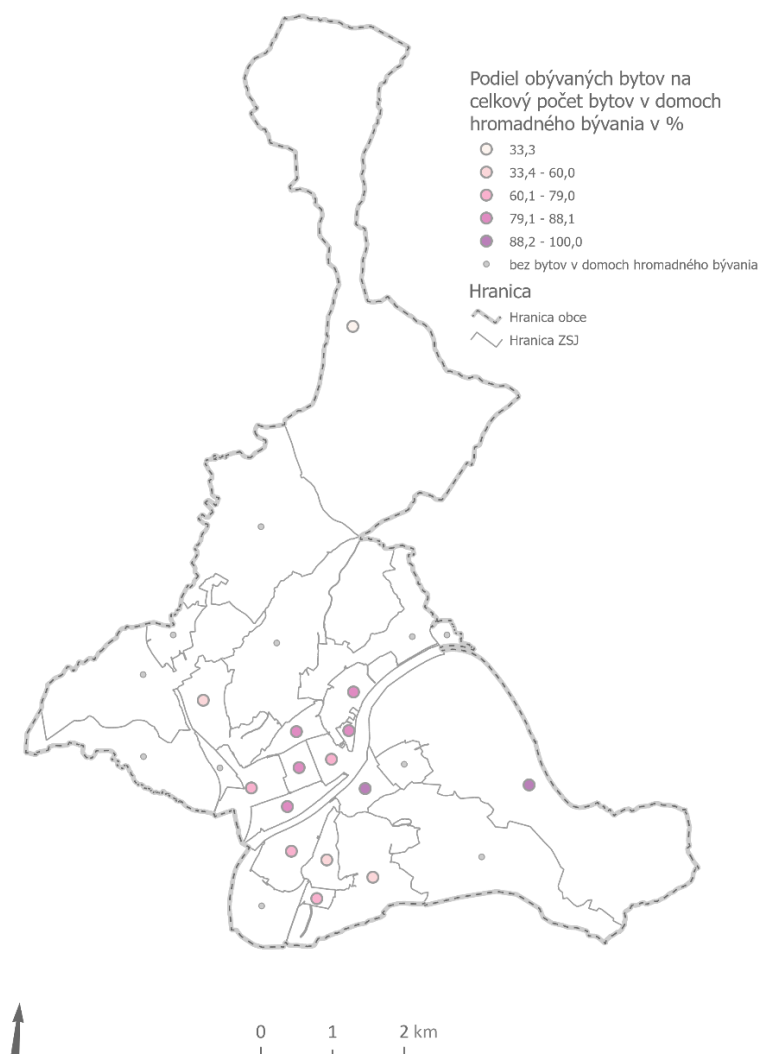 Podiel obývaných bytov na
celkový počet bytov v domoch
hromadného bývania v %
33,3
33,4 - 60,0
60,1 - 79,0
79,1 - 88,1
88,2 - 100,0
bez bytov v domoch hromadného bývania
Hranica
Hranica obce
Hranica ZSJ
0 1 2 km